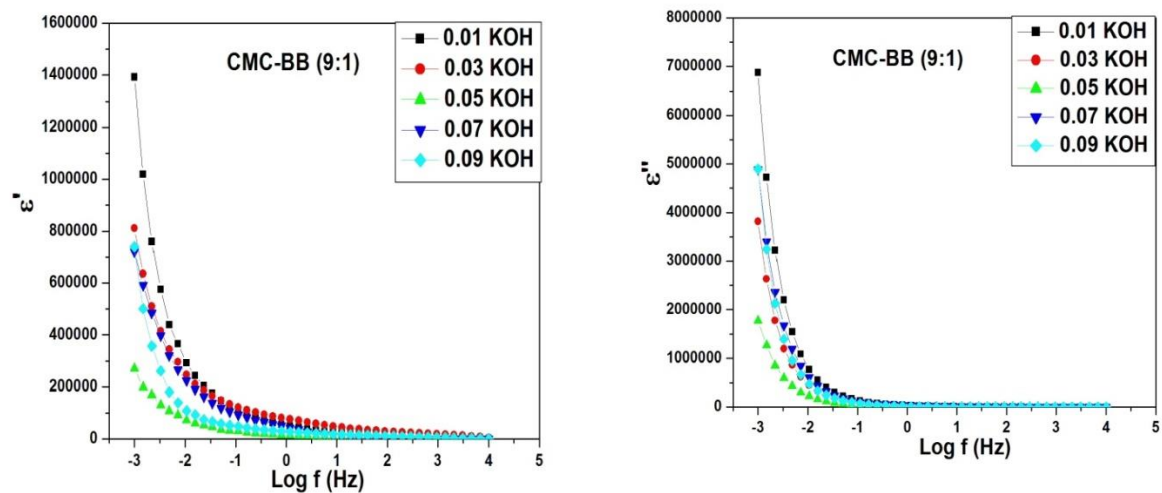 1600000
1400000
1200000
1000000
800000
600000
400000
200000
0
ε'
CMC-BB (9:1)
0.01 KOH
0.03 KOH
0.05 KOH
0.07 KOH
0.09 KOH
-3 -2 -1 0 1 2 3 4 5
Log f (Hz)
8000000
7000000
6000000
5000000
4000000
3000000
2000000
1000000
0
ε"
CMC-BB (9:1)
0.01 KOH
0.03 KOH
0.05 KOH
0.07 KOH
0.09 KOH
-3 -2 -1 0 1 2 3 4 5
Log f (Hz)